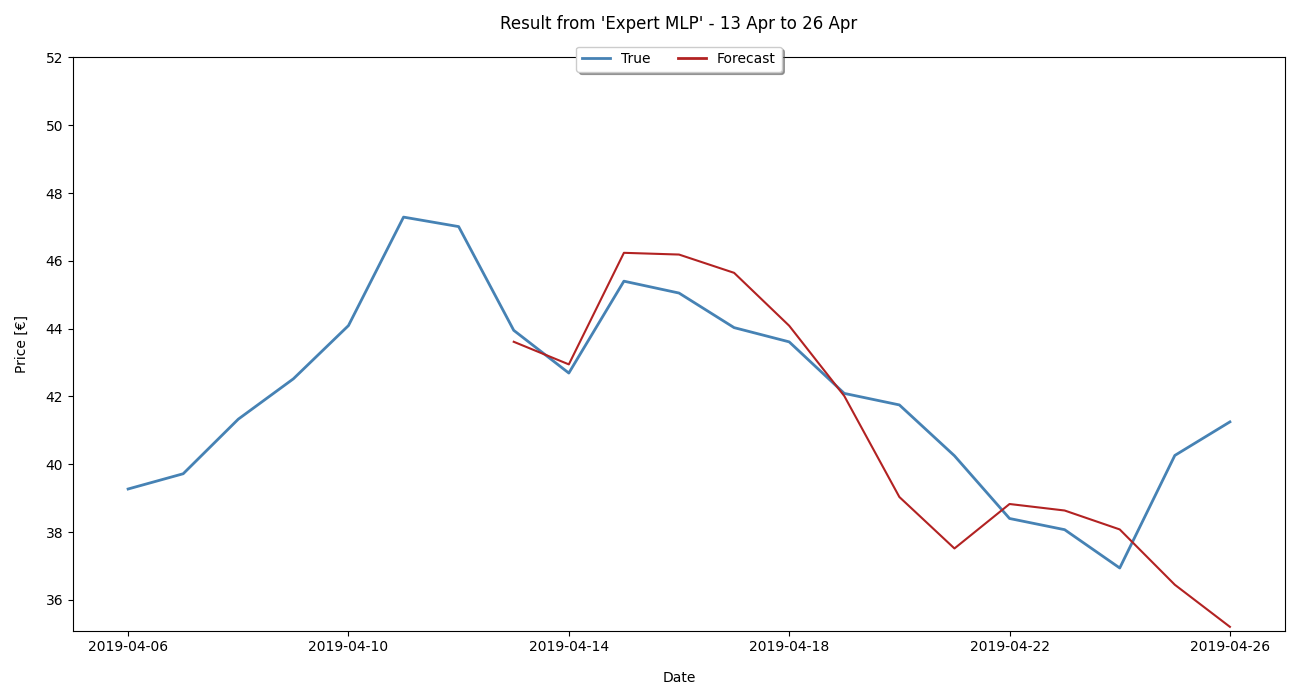 Result from 'Expert MLP' - 13 Apr to 26 Apr
True Forecast
52
50
48
46
44
42
40
38
36
Price [€]
2019-04-06 2019-04-10 2019-04-14 2019-04-18 2019-04-22 2019-04-26
Date